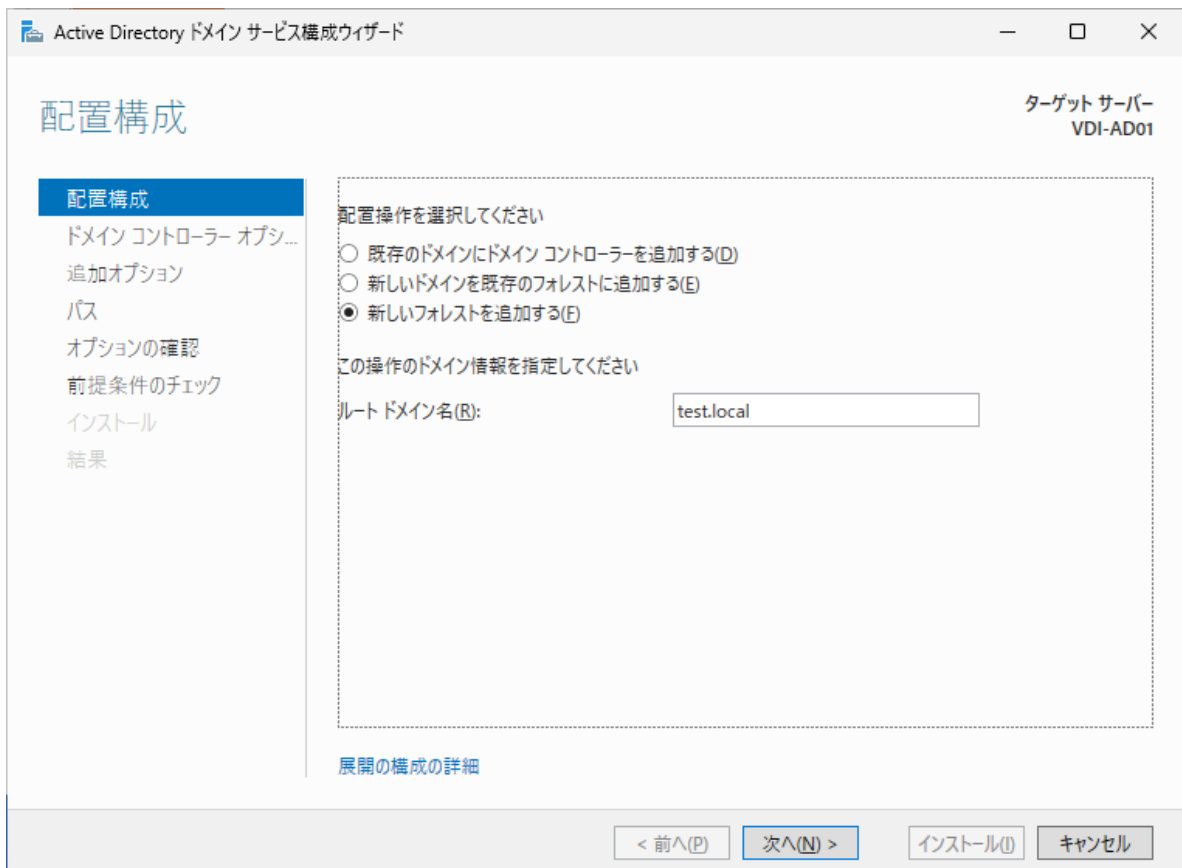 Active Directory ドメイン サービス構成ウィザード
配置構成
ターゲット サーバー
VDI-AD01
配置構成
ドメイン コントローラー オプシ...
追加オプション
パス
オプションの確認
前提条件のチェック
インストール
結果
配置操作を選択してください
既存のドメインにドメイン コントローラーを追加する(D)
新しいドメインを既存のフォレストに追加する(E)
新しいフォレストを追加する(F)
この操作のドメイン情報を指定してください
ルート ドメイン名(R): test.local
展開の構成の詳細
< 前へ(P) 次へ(N) > インストール(I) キャンセル